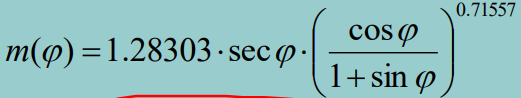 m(φ) = 1.28303 · sec φ · (cos φ / (1 + sin φ))^0.71557